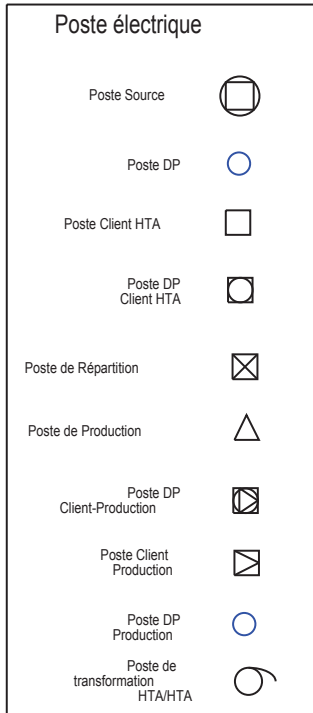 Poste électrique
Poste Source
Poste DP
Poste Client HTA
Poste DP
Client HTA
Poste de Répartition
Poste de Production
Poste DP
Client-Production
Poste Client
Production
Poste DP
Production
Poste de
transformation
HTA/HTA